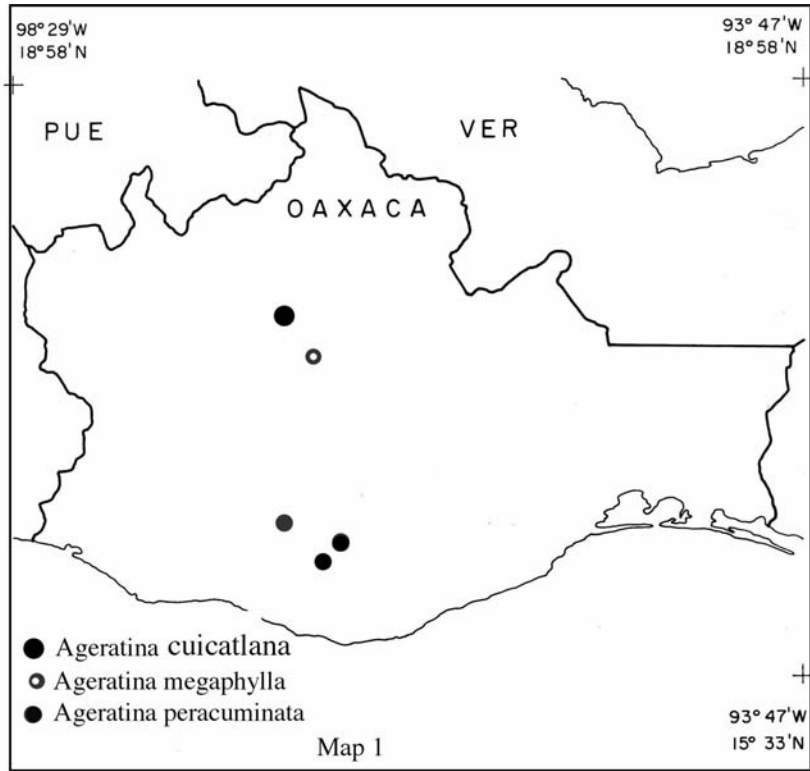 98°29'W
18°58'N
93°47'W
18°58'N
PUE
VER
OAXACA
Ageratina cuicatlana
Ageratina megaphylla
Ageratina peracuminata
Map 1
93°47'W
15°33'N